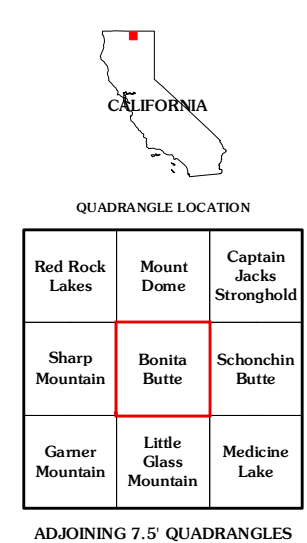 CALIFORNIA
QUADRANGLE LOCATION
Red Rock
Lakes
Mount
Dome
Captain
Jacks
Stronghold
Sharp
Mountain
Bonita
Butte
Schonchin
Butte
Garner
Mountain
Little
Glass
Mountain
Medicine
Lake
ADJOINING 7.5' QUADRANGLES